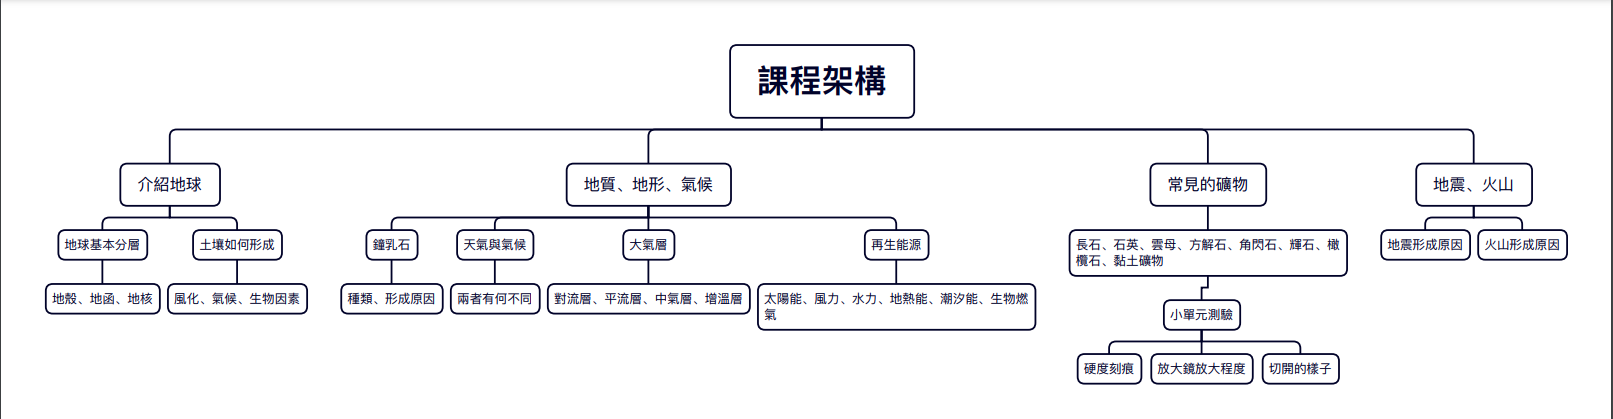 課程架構
介紹地球
地質、地形、氣候
常見的礦物
地震、火山
地球基本分層
土壤如何形成
鐘乳石
天氣與氣候
大氣層
再生能源
長石、石英、雲母、方解石、角閃石、輝石、橄
欖石、黏土礦物
地震形成原因
火山形成原因
地殼、地函、地核
風化、氣候、生物因素
種類、形成原因
兩者有何不同
對流層、平流層、中氣層、增溫層
太陽能、風力、水力、地熱能、潮汐能、生物燃
氣
小單元測驗
硬度刻痕
放大鏡放大程度
切開的樣子